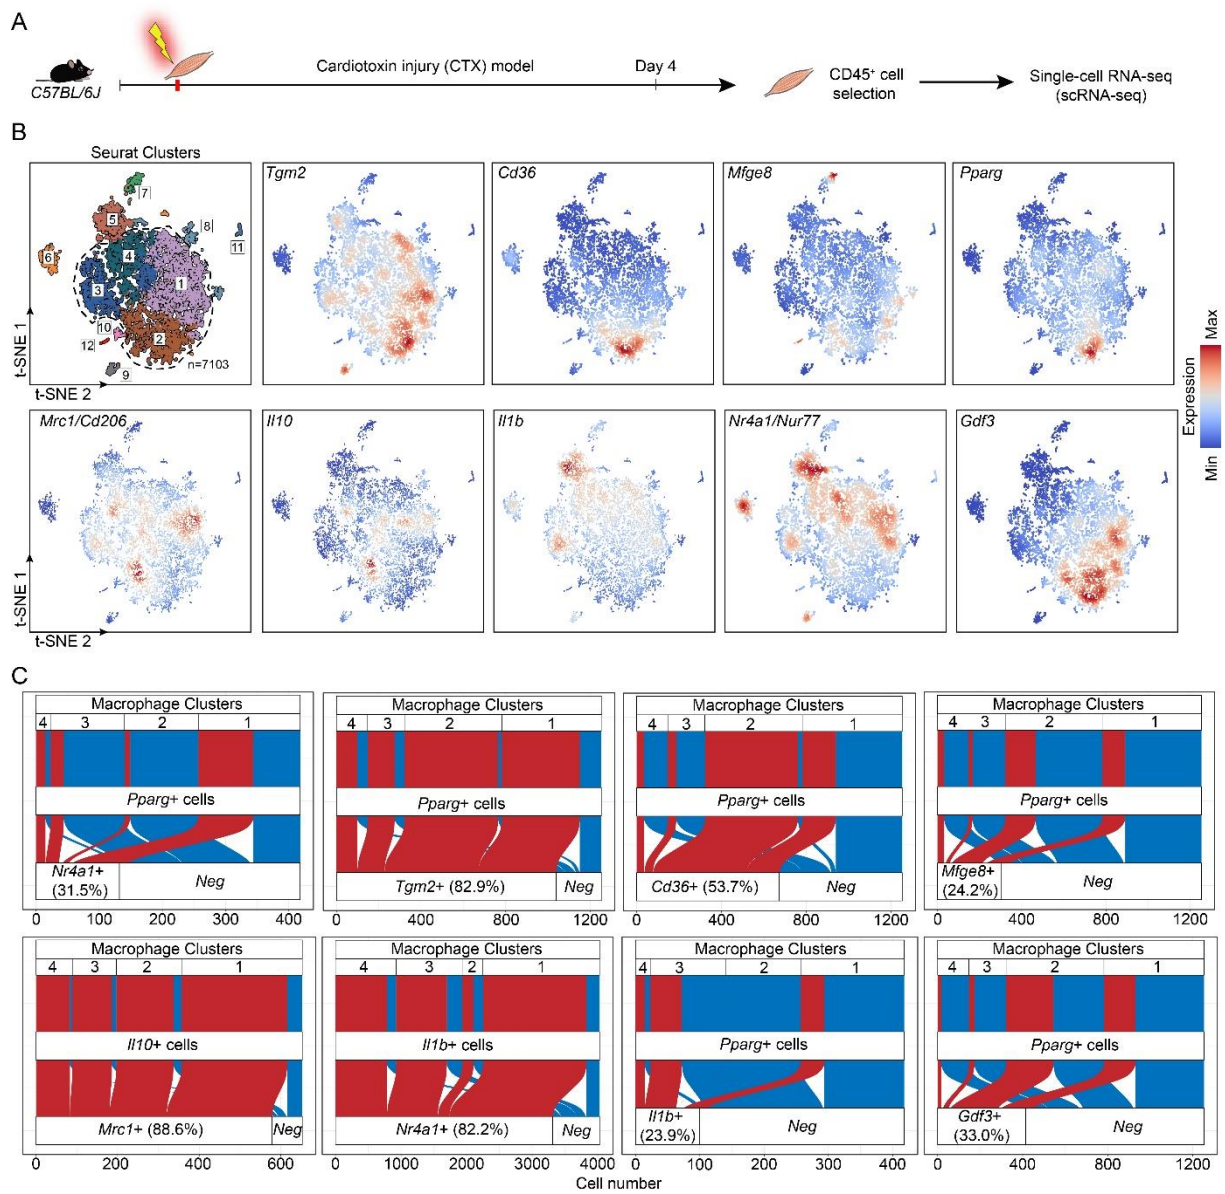 A
C57BL/6J
Cardiotoxin injury (CTX) model
Day 4
CD45⁺ cell
selection
Single-cell RNA-seq
(scRNA-seq)
B
Seurat Clusters
7
5
8
11
6
4
1
3
10
2
12
9
n=7103
t-SNE 1
t-SNE 2
Tgm2
Cd36
Mfge8
Pparg
Mrc1/Cd206
Il10
Il1b
Nr4a1/Nur77
Gdf3
t-SNE 1
t-SNE 2
Expression
Min Max
C
Macrophage Clusters
4 3 2 1
Pparg+ cells
Nr4a1+
(31.5%)
Neg
0 100 200 300 400
Macrophage Clusters
4 3 2 1
Pparg+ cells
Tgm2+ (82.9%)
Neg
0 400 800 1200
Macrophage Clusters
4 3 2 1
Pparg+ cells
Cd36+ (53.7%)
Neg
0 400 800 1200
Macrophage Clusters
4 3 2 1
Pparg+ cells
Mfge8+
(24.2%)
Neg
0 400 800 1200
Macrophage Clusters
4 3 2 1
Il10+ cells
Mrc1+ (88.6%)
Neg
0 200 400 600
Macrophage Clusters
4 3 2 1
Il1b+ cells
Nr4a1+ (82.2%)
Neg
0 1000 2000 3000 4000
Macrophage Clusters
4 3 2 1
Pparg+ cells
Il1b+
(23.9%)
Neg
0 100 200 300 400
Macrophage Clusters
4 3 2 1
Pparg+ cells
Gdf3+
(33.0%)
Neg
0 400 800 1200
Cell number